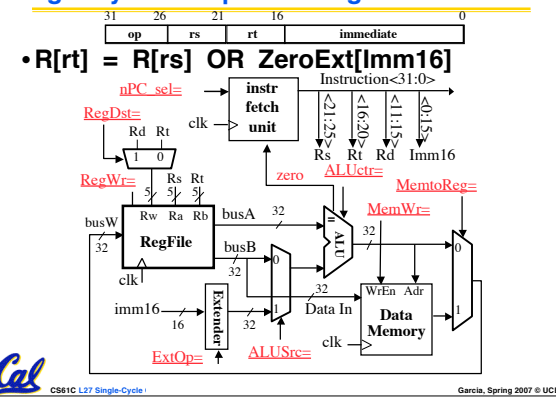 31 26 21 16 0
op rs rt immediate
• R[rt] = R[rs] OR ZeroExt[Imm16]
nPC_sel=
instr fetch unit
Instruction<31:0>
<21:25>
<16:20>
<11:15>
<0:15>
Rs Rt Rd Imm16
clk
RegDst=
Rd Rt
1 0
zero
ALUctr=
RegWr=
Rs Rt
5 5 5
MemtoReg=
MemWr=
busW
32
Rw Ra Rb
RegFile
busA
32
busB
32
=
ALU
32
0
1
clk
WrEn Adr
Data Memory
32
Data In
clk
0
1
imm16
16
Extender
32
ExtOp=
ALUSrc=
Cal
CS61C L27 Single-Cycle
Garcia, Spring 2007 © UCB